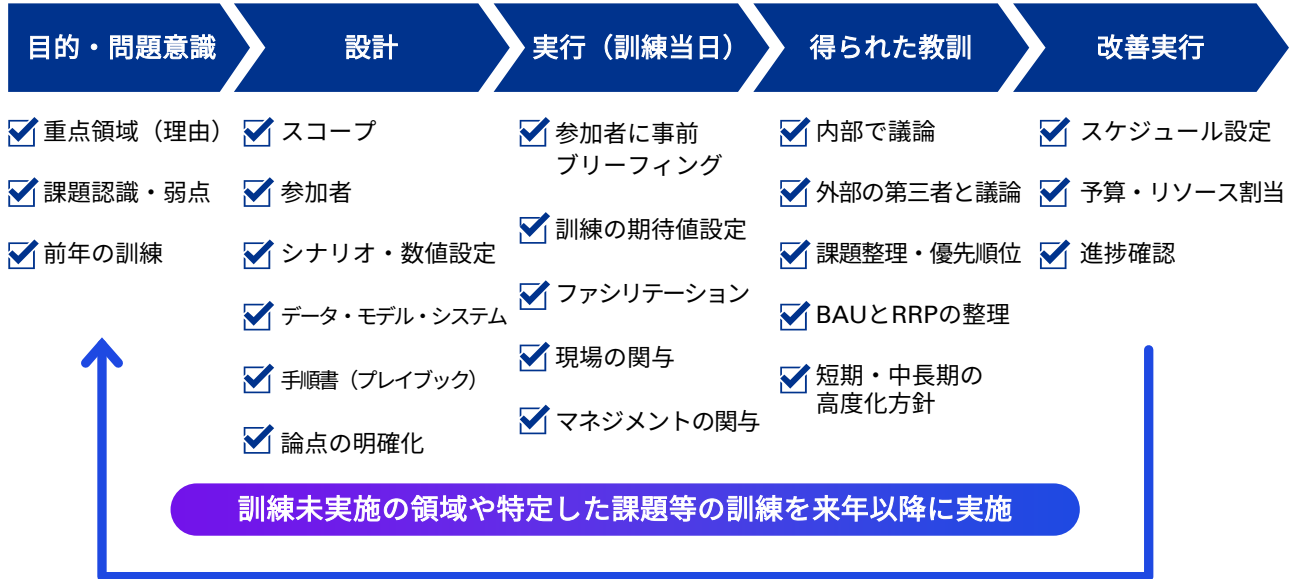 目的・問題意識
重点領域（理由）
課題認識・弱点
前年の訓練
設計
スコープ
参加者
シナリオ・数値設定
データ・モデル・システム
手順書（プレイブック）
論点の明確化
実行（訓練当日）
参加者に事前
ブリーフィング
訓練の期待値設定
ファシリテーション
現場の関与
マネジメントの関与
得られた教訓
内部で議論
外部の第三者と議論
課題整理・優先順位
BAUとRRPの整理
短期・中長期の
高度化方針
改善実行
スケジュール設定
予算・リソース割当
進捗確認
訓練未実施の領域や特定した課題等の訓練を来年以降に実施